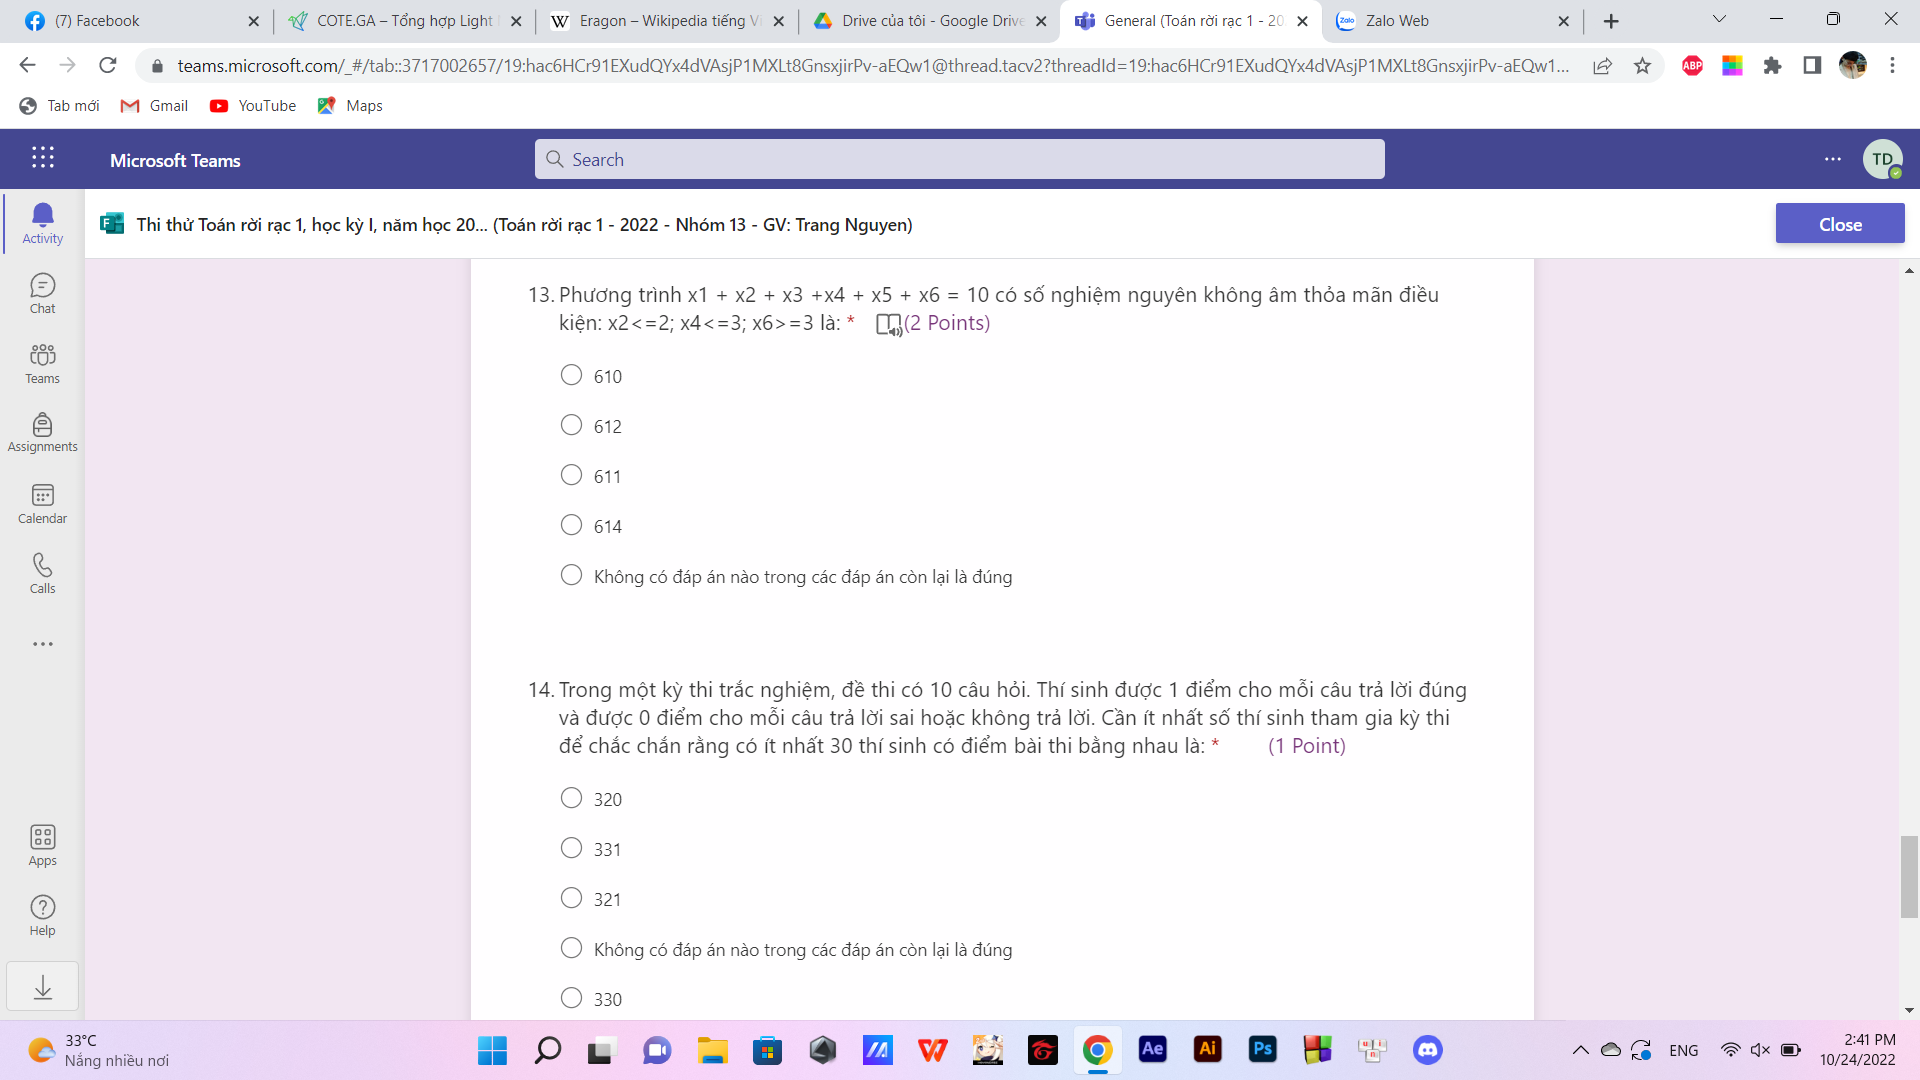 (7) Facebook
COTE.GA – Tổng hợp Light
Eragon – Wikipedia tiếng Vi
Drive của tôi - Google Drive
General (Toán rời rạc 1 - 20
Zalo Web
teams.microsoft.com/_#/tab::3717002657/19:hac6HCr91EXudQYx4dVAsjP1MXLt8GnsxjirPv-aEQw1@thread.tacv2?threadId=19:hac6HCr91EXudQYx4dVAsjP1MXLt8GnsxjirPv-aEQw1...
ABP
Tab mới
Gmail
YouTube
Maps
Microsoft Teams
Search
TD
Thi thử Toán rời rạc 1, học kỳ I, năm học 20... (Toán rời rạc 1 - 2022 - Nhóm 13 - GV: Trang Nguyen)
Close
Activity
Chat
Teams
Assignments
Calendar
Calls
Apps
Help
13. Phương trình x1 + x2 + x3 +x4 + x5 + x6 = 10 có số nghiệm nguyên không âm thỏa mãn điều
kiện: x2<=2; x4<=3; x6>=3 là: * (2 Points)
610
612
611
614
Không có đáp án nào trong các đáp án còn lại là đúng
14. Trong một kỳ thi trắc nghiệm, đề thi có 10 câu hỏi. Thí sinh được 1 điểm cho mỗi câu trả lời đúng
và được 0 điểm cho mỗi câu trả lời sai hoặc không trả lời. Cần ít nhất số thí sinh tham gia kỳ thi
để chắc chắn rằng có ít nhất 30 thí sinh có điểm bài thi bằng nhau là: * (1 Point)
320
331
321
Không có đáp án nào trong các đáp án còn lại là đúng
330
33°C
Nắng nhiều nơi
Ae
Ai
Ps
ENG
2:41 PM
10/24/2022